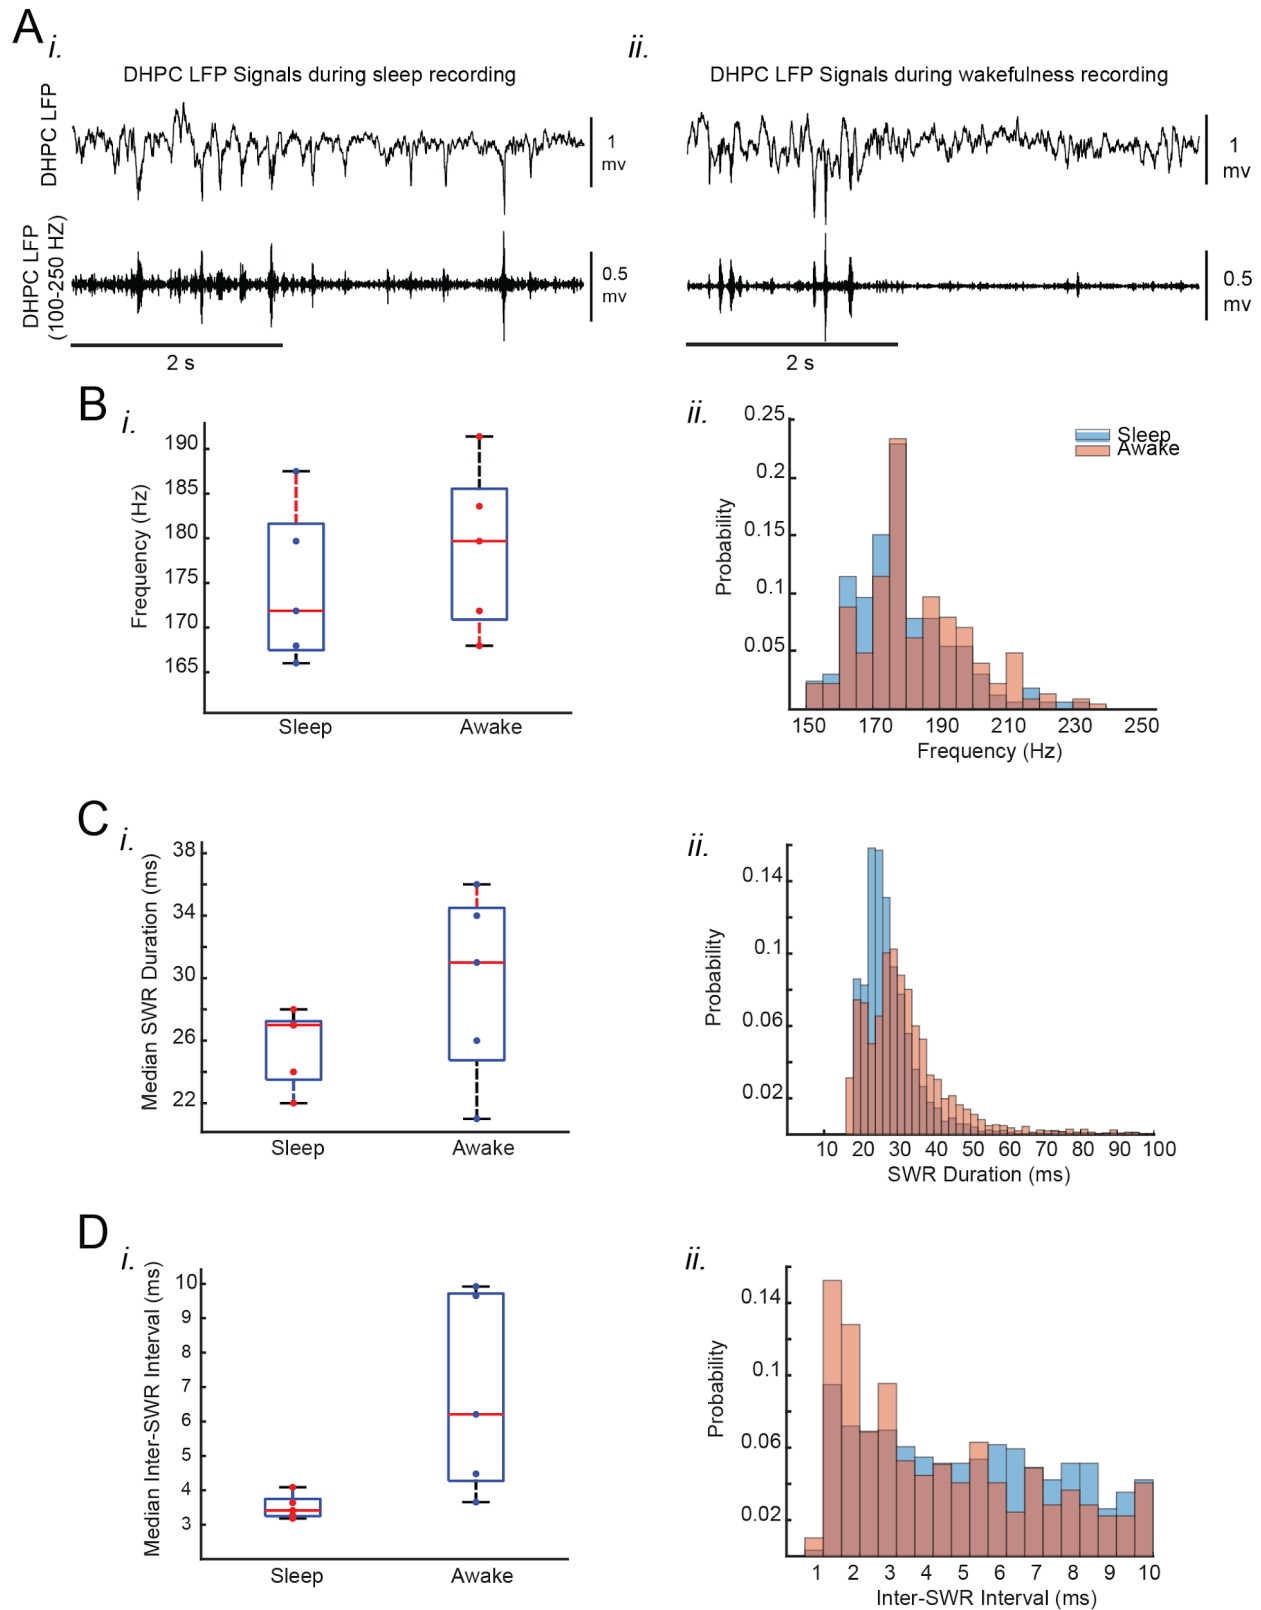 A
i.
ii.
DHPC LFP Signals during sleep recording
DHPC LFP Signals during wakefulness recording
DHPC LFP
1
mv
1
mv
DHPC LFP
(100-250 HZ)
0.5
mv
0.5
mv
2 s
2 s
B
i.
Frequency (Hz)
190
185
180
175
170
165
Sleep
Awake
ii.
Probability
0.25
0.2
0.15
0.1
0.05
Sleep
Awake
150
170
190
210
230
250
Frequency (Hz)
C
i.
Median SWR Duration (ms)
38
34
30
26
22
Sleep
Awake
ii.
Probability
0.14
0.1
0.06
0.02
10
20
30
40
50
60
70
80
90
100
SWR Duration (ms)
D
i.
Median Inter-SWR Interval (ms)
10
9
8
7
6
5
4
3
Sleep
Awake
ii.
Probability
0.14
0.1
0.06
0.02
1
2
3
4
5
6
7
8
9
10
Inter-SWR Interval (ms)